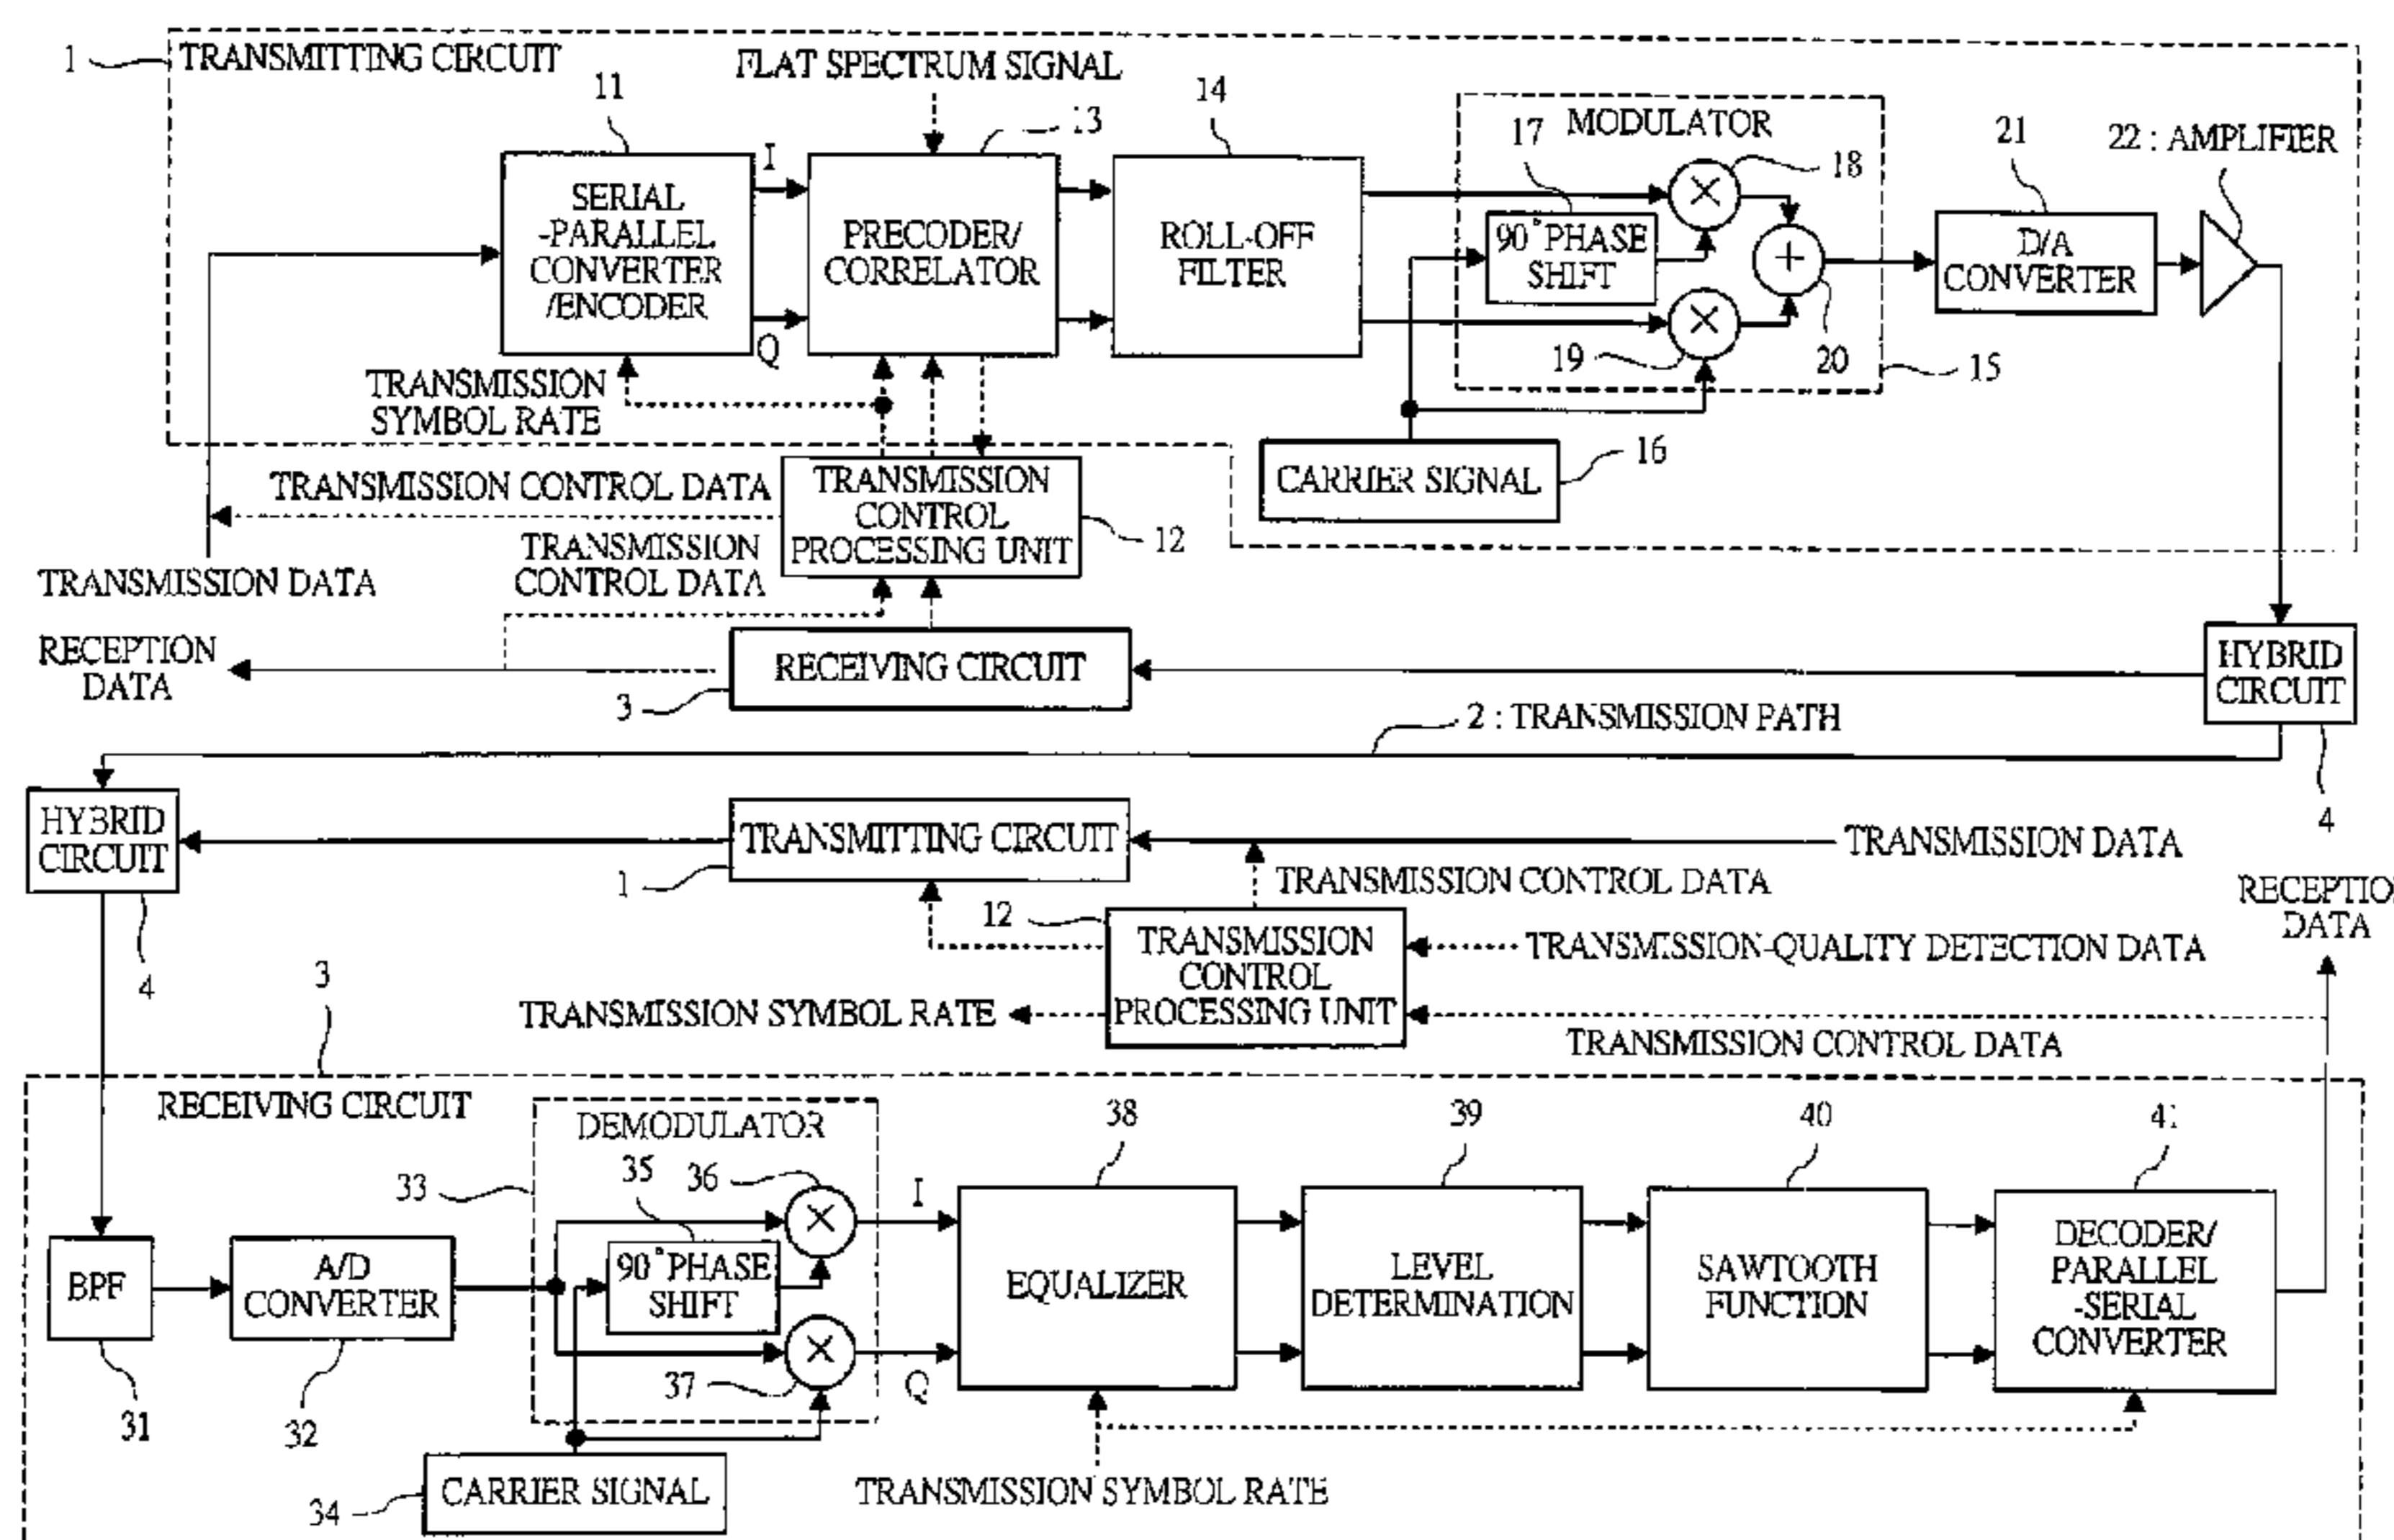 1
TRANSMITTING CIRCUIT
FLAT SPECTRUM SIGNAL
11
13
14
MODULATOR
17
18
21
22 : AMPLIFIER
I
SERIAL
-PARALLEL
CONVERTER
/ENCODER
PRECODER/
CORRELATOR
ROLL-OFF
FILTER
90°PHASE
SHIFT
D/A
CONVERTER
Q
19
20
15
TRANSMISSION
SYMBOL RATE
CARRIER SIGNAL
16
TRANSMISSION CONTROL DATA
TRANSMISSION
CONTROL
PROCESSING UNIT
12
TRANSMISSION
CONTROL DATA
TRANSMISSION DATA
RECEPTION
DATA
RECEIVING CIRCUIT
3
HYBRID
CIRCUIT
2 : TRANSMISSION PATH
4
HYBRID
CIRCUIT
TRANSMITTING CIRCUIT
TRANSMISSION DATA
1
TRANSMISSION CONTROL DATA
RECEPTIO
DATA
12
TRANSMISSION
CONTROL
PROCESSING UNIT
TRANSMISSION-QUALITY DETECTION DATA
4
3
TRANSMISSION SYMBOL RATE
TRANSMISSION CONTROL DATA
RECEIVING CIRCUIT
DEMODULATOR
38
39
40
41
33
35
36
I
BPF
A/D
CONVERTER
90°PHASE
SHIFT
EQUALIZER
LEVEL
DETERMINATION
SAWTOOTH
FUNCTION
DECODER/
PARALLEL
-SERIAL
CONVERTER
37
Q
31
32
34
CARRIER SIGNAL
TRANSMISSION SYMBOL RATE